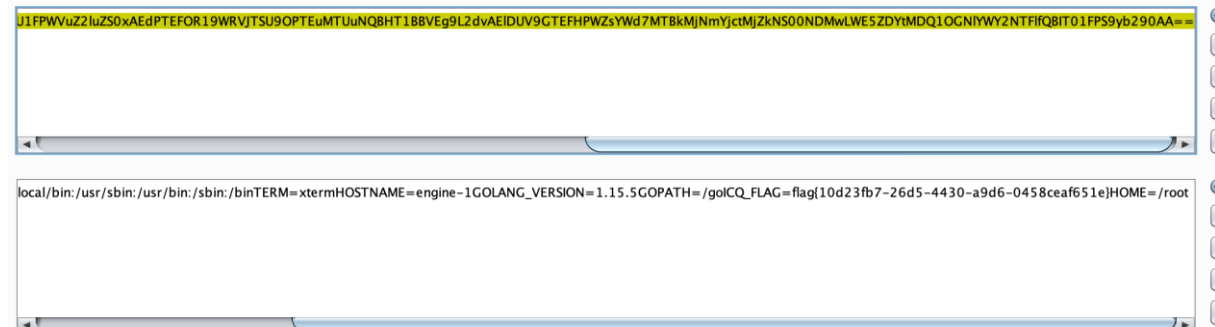 U1FPWVuZ2luZS0xAEdPTEFOR19WRVJTSU9OPTEuMTUuNQBHT1BBVEg9L2dvAElDUV9GTEFHPWZsYWd7MTBkMjNmYjctMjZkNS00NDMwLWE5ZDYtMDQ1OGNlYWY2NTFlfQBIT01FPS9yb290AA==
local/bin:/usr/sbin:/usr/bin:/sbin:/binTERM=xtermHOSTNAME=engine-1GOLANG_VERSION=1.15.5GOPATH=/goICQ_FLAG=flag{10d23fb7-26d5-4430-a9d6-0458ceaf651e}HOME=/root